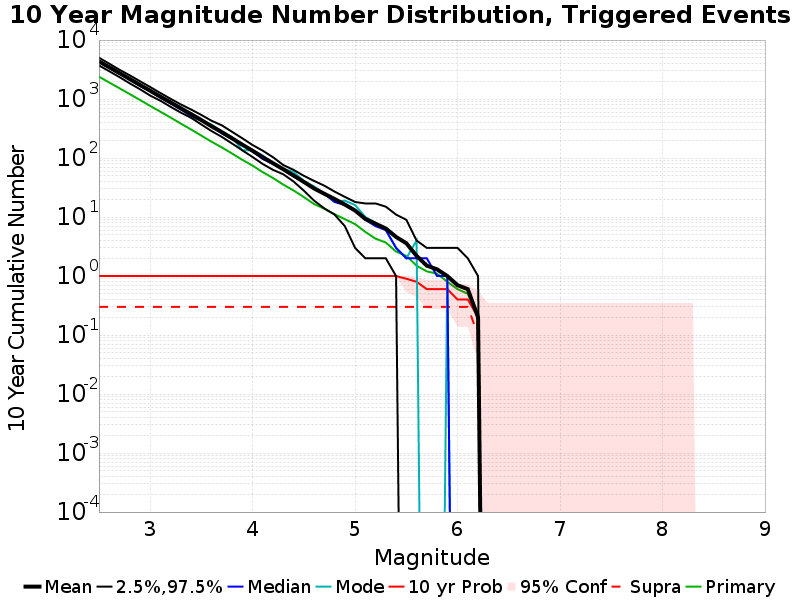 10 Year Magnitude Number Distribution, Triggered Events
10 Year Cumulative Number
10^4
10^3
10^2
10^1
10^0
10^-1
10^-2
10^-3
10^-4
3 4 5 6 7 8 9
Magnitude
Mean 2.5%,97.5% Median Mode 10 yr Prob 95% Conf Supra Primary